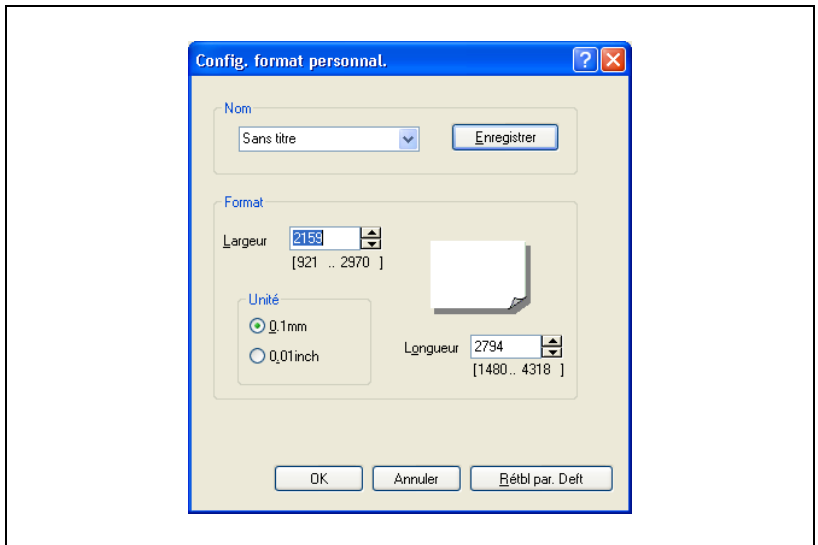 Config. format personnal.
Nom
Sans titre
Enregistrer
Format
Largeur 2159
[921 .. 2970 ]
Unité
0.1mm
0,01inch
Longueur 2794
[1480.. 4318 ]
OK Annuler Rétbl par. Deft